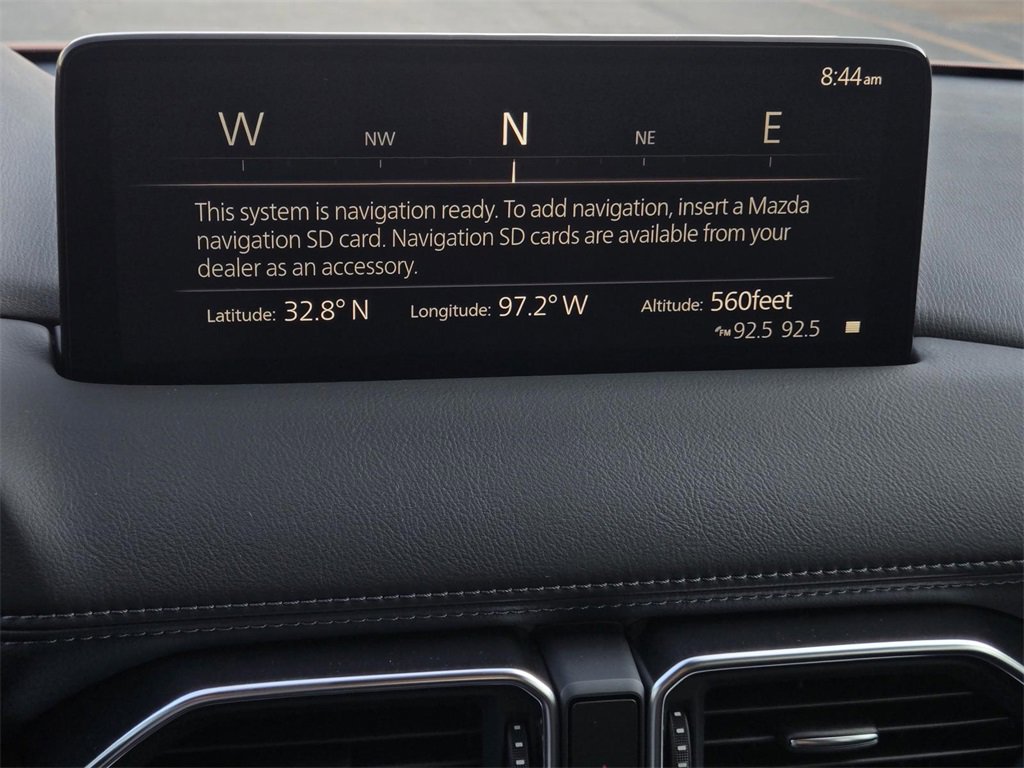 8:44am
W NW N NE E
This system is navigation ready. To add navigation, insert a Mazda
navigation SD card. Navigation SD cards are available from your
dealer as an accessory.
Latitude: 32.8° N Longitude: 97.2° W Altitude: 560feet
FM 92.5 92.5